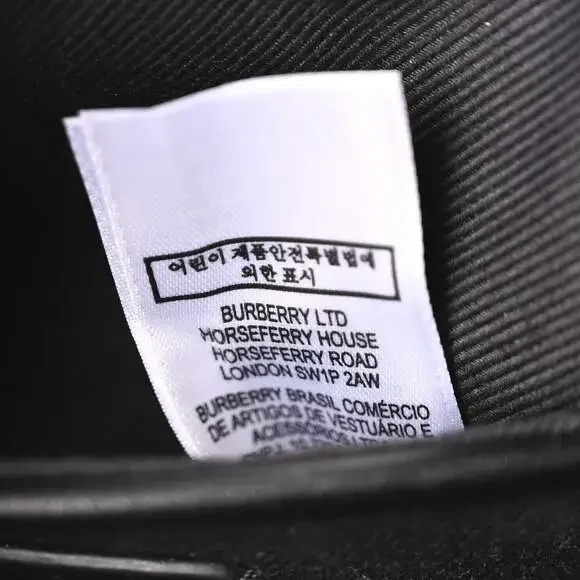 어린이 제품안전특별법에
의한 표시
BURBERRY LTD
HORSEFERRY HOUSE
HORSEFERRY ROAD
LONDON SW1P 2AW
BURBERRY BRASIL COMÉRCIO
DE ARTIGOS DE VESTUÁRIO E
ACESSÓRIOS